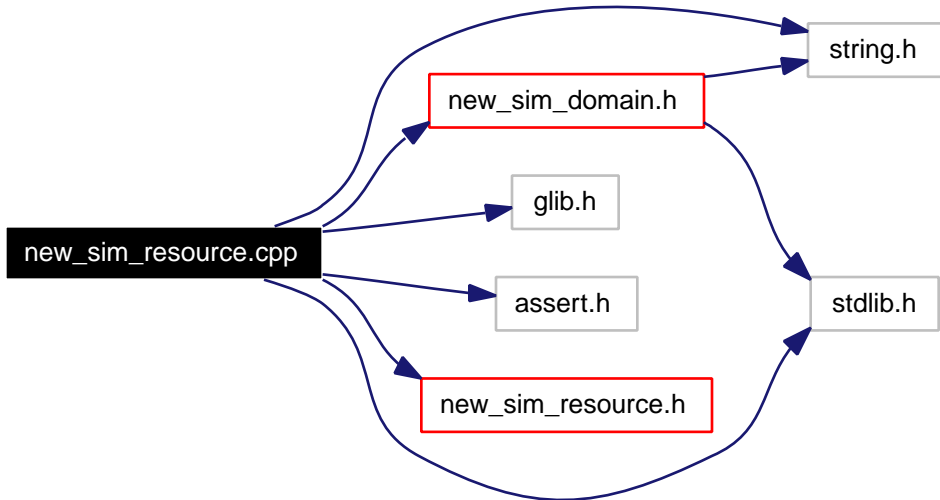 string.h
new_sim_domain.h
glib.h
new_sim_resource.cpp
assert.h
stdlib.h
new_sim_resource.h